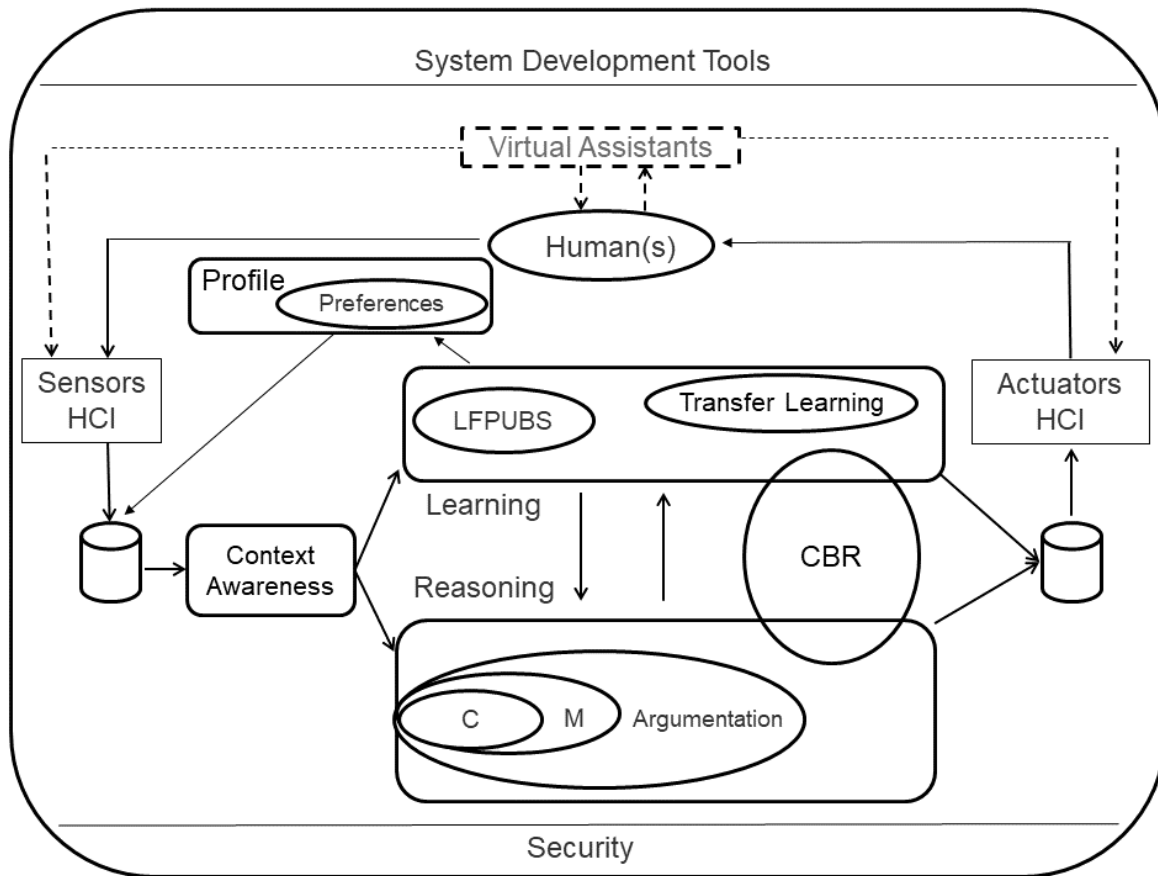 System Development Tools
Virtual Assistants
Human(s)
Profile
Preferences
Sensors
HCI
Actuators
HCI
LFPUBS
Transfer Learning
Learning
Context
Awareness
CBR
Reasoning
C
M
Argumentation
Security